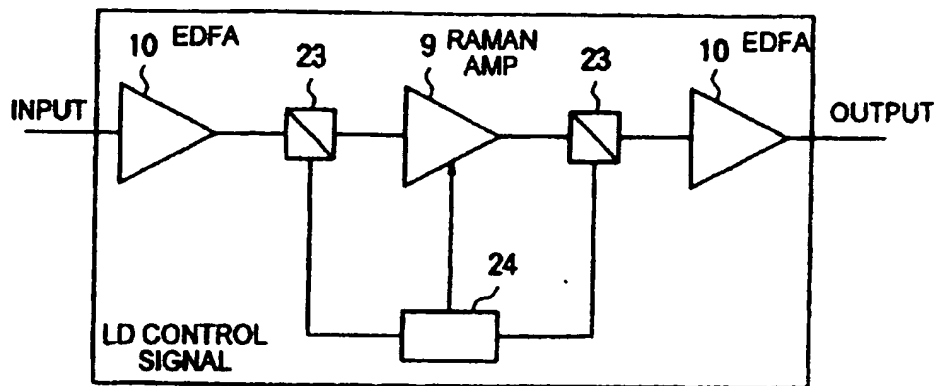 10 EDFA
23
9 RAMAN
AMP
23
10 EDFA
INPUT
OUTPUT
24
LD CONTROL
SIGNAL